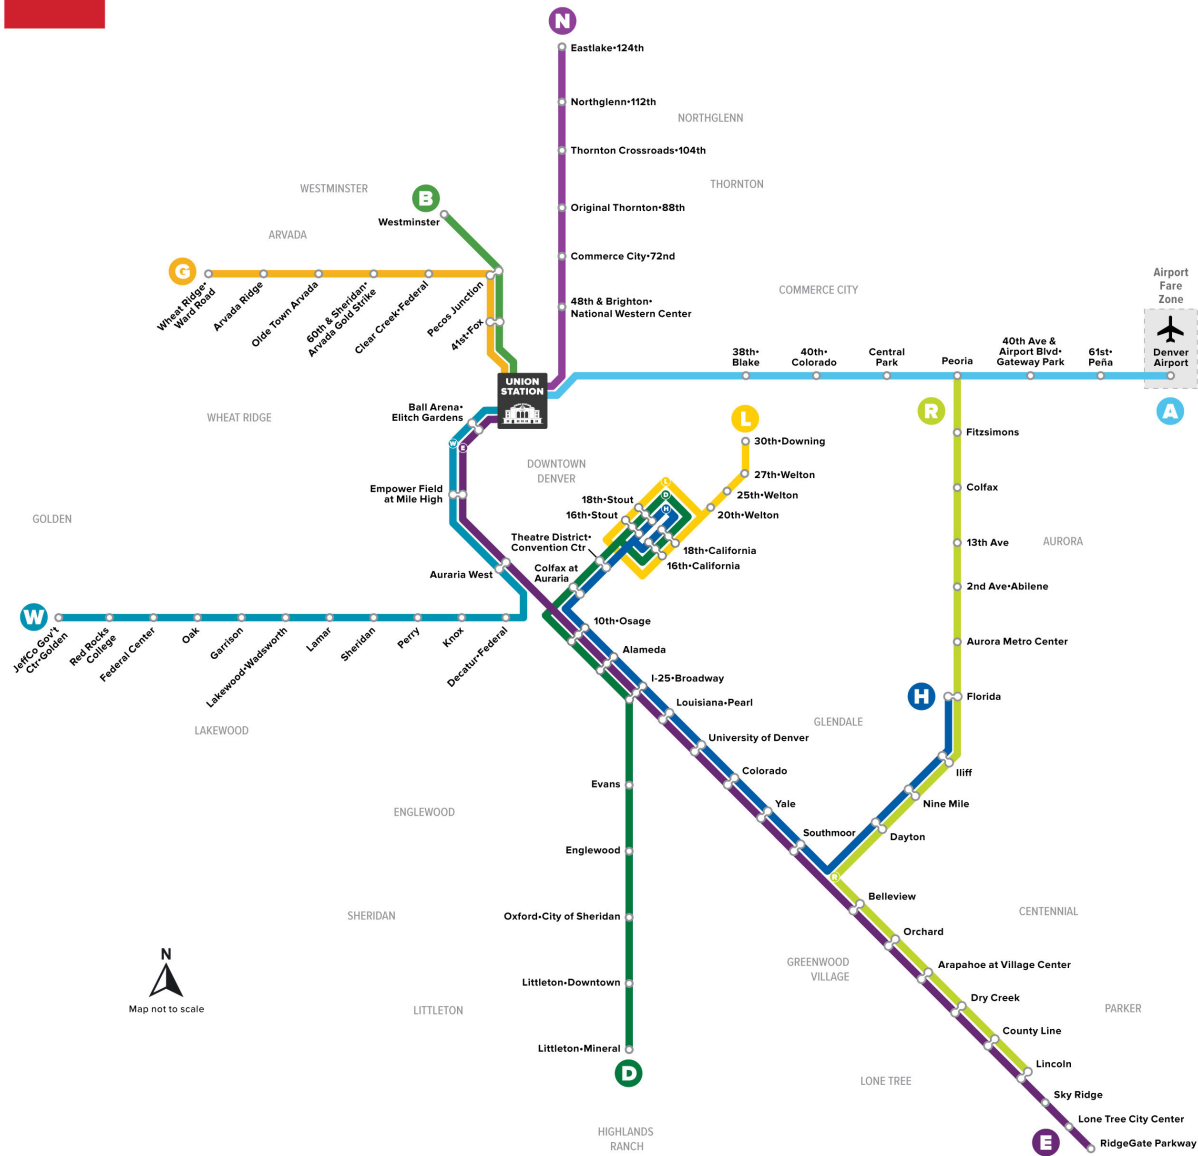 N
Eastlake•124th
Northglenn•112th
NORTHGLENN
Thornton Crossroads•104th
THORNTON
WESTMINSTER
B
Westminster
Original Thornton•88th
ARVADA
Commerce City•72nd
G
Wheat Ridge•
Ward Road
Arvada Ridge
Olde Town Arvada
60th & Sheridan•
Arvada Gold Strike
Clear Creek•Federal
Pecos Junction
41st•Fox
48th & Brighton•
National Western Center
COMMERCE CITY
Airport
Fare
Zone
38th•
Blake
40th•
Colorado
Central
Park
Peoria
40th Ave &
Airport Blvd•
Gateway Park
61st•
Peña
Denver
Airport
A
UNION
STATION
WHEAT RIDGE
Ball Arena•
Elitch Gardens
W
E
R
L
30th•Downing
Fitzsimons
DOWNTOWN
DENVER
27th•Welton
25th•Welton
20th•Welton
L
D
H
18th•Stout
16th•Stout
Empower Field
at Mile High
Colfax
GOLDEN
Theatre District•
Convention Ctr
18th•California
16th•California
13th Ave
AURORA
Auraria West
Colfax at
Auraria
2nd Ave•Abilene
W
JeffCo Gov't
Ctr•Golden
Red Rocks
College
Federal Center
Oak
Garrison
Lakewood•Wadsworth
Lamar
Sheridan
Perry
Knox
Decatur•Federal
10th•Osage
Alameda
Aurora Metro Center
I-25•Broadway
Louisiana•Pearl
H
Florida
LAKEWOOD
GLENDALE
University of Denver
Colorado
Iliff
Evans
Yale
Nine Mile
ENGLEWOOD
Southmoor
Dayton
Englewood
R
Belleview
SHERIDAN
Oxford•City of Sheridan
CENTENNIAL
Orchard
N
Map not to scale
GREENWOOD
VILLAGE
Arapahoe at Village Center
Littleton•Downtown
Dry Creek
LITTLETON
PARKER
County Line
Littleton•Mineral
Lincoln
D
LONE TREE
Sky Ridge
Lone Tree City Center
HIGHLANDS
RANCH
E
RidgeGate Parkway